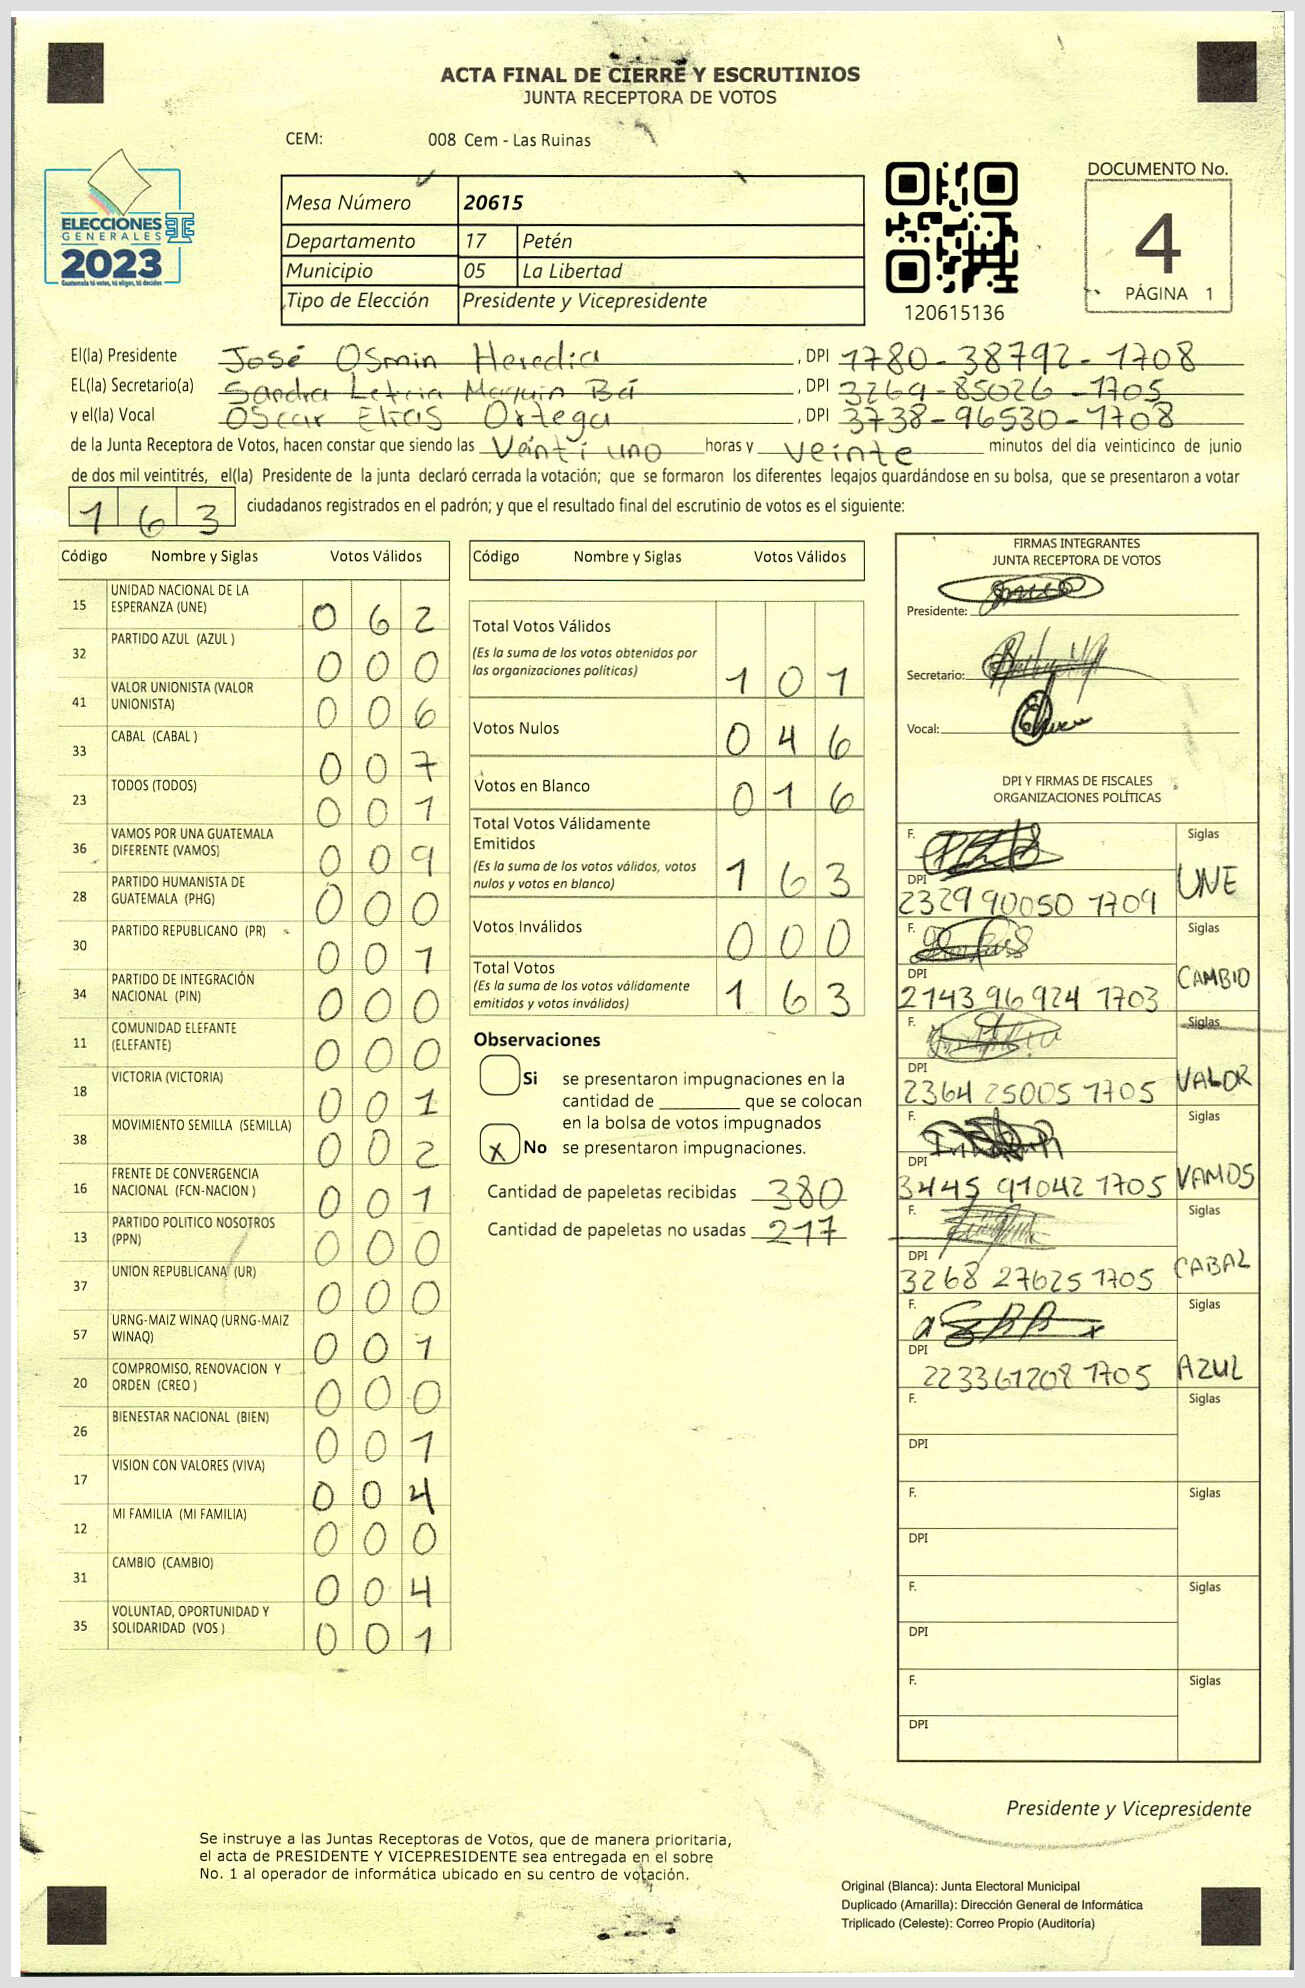 ACTA FINAL DE CIERRE Y ESCRUTINIOS
JUNTA RECEPTORA DE VOTOS
CEM: 008 Cem - Las Ruinas
ELECCIONES
GENERALES
2023
Guatemala tú votas, tú eliges, tú decides
Mesa Número 20615
Departamento 17 Petén
Municipio 05 La Libertad
Tipo de Elección Presidente y Vicepresidente
120615136
DOCUMENTO No.
4
PÁGINA 1
El(la) Presidente José Osmin Heredia, DPI 1780-38792-1708
EL(la) Secretario(a) Sandra Leticia Maquin Bá, DPI 3269-85026-1705
y el(la) Vocal Oscar Elias Ortega, DPI 3738-96530-1708
de la Junta Receptora de Votos, hacen constar que siendo las Veinti uno horas y veinte minutos del día veinticinco de junio
de dos mil veintitrés, el(la) Presidente de la junta declaró cerrada la votación; que se formaron los diferentes legajos guardándose en su bolsa, que se presentaron a votar
163 ciudadanos registrados en el padrón; y que el resultado final del escrutinio de votos es el siguiente:
Código Nombre y Siglas Votos Válidos
15 UNIDAD NACIONAL DE LA ESPERANZA (UNE) 0 6 2
32 PARTIDO AZUL (AZUL ) 0 0 0
41 VALOR UNIONISTA (VALOR UNIONISTA) 0 0 6
33 CABAL (CABAL ) 0 0 7
23 TODOS (TODOS) 0 0 1
36 VAMOS POR UNA GUATEMALA DIFERENTE (VAMOS) 0 0 9
28 PARTIDO HUMANISTA DE GUATEMALA (PHG) 0 0 0
30 PARTIDO REPUBLICANO (PR) 0 0 1
34 PARTIDO DE INTEGRACIÓN NACIONAL (PIN) 0 0 0
11 COMUNIDAD ELEFANTE (ELEFANTE) 0 0 0
18 VICTORIA (VICTORIA) 0 0 1
38 MOVIMIENTO SEMILLA (SEMILLA) 0 0 2
16 FRENTE DE CONVERGENCIA NACIONAL (FCN-NACION ) 0 0 1
13 PARTIDO POLITICO NOSOTROS (PPN) 0 0 0
37 UNION REPUBLICANA (UR) 0 0 0
57 URNG-MAIZ WINAQ (URNG-MAIZ WINAQ) 0 0 1
20 COMPROMISO, RENOVACION Y ORDEN (CREO ) 0 0 0
26 BIENESTAR NACIONAL (BIEN) 0 0 1
17 VISION CON VALORES (VIVA) 0 0 4
12 MI FAMILIA (MI FAMILIA) 0 0 0
31 CAMBIO (CAMBIO) 0 0 4
35 VOLUNTAD, OPORTUNIDAD Y SOLIDARIDAD (VOS ) 0 0 1
Código Nombre y Siglas Votos Válidos
Total Votos Válidos 1 0 1
(Es la suma de los votos obtenidos por
las organizaciones políticas)
Votos Nulos 0 4 6
Votos en Blanco 0 1 6
Total Votos Válidamente
Emitidos 1 6 3
(Es la suma de los votos válidos, votos
nulos y votos en blanco)
Votos Inválidos 0 0 0
Total Votos 1 6 3
(Es la suma de los votos válidamente
emitidos y votos inválidos)
Observaciones
Si se presentaron impugnaciones en la
cantidad de ________ que se colocan
en la bolsa de votos impugnados
X No se presentaron impugnaciones.
Cantidad de papeletas recibidas 380
Cantidad de papeletas no usadas 217
FIRMAS INTEGRANTES
JUNTA RECEPTORA DE VOTOS
Presidente:
Secretario:
Vocal:
DPI Y FIRMAS DE FISCALES
ORGANIZACIONES POLÍTICAS
F. Siglas
DPI 2329 90050 1709 UNE
F. Siglas
DPI 2143 96924 1703 CAMBIO
F. Siglas
DPI 2364 25005 1705 VALOR
F. Siglas
DPI 3445 91042 1705 VAMOS
F. Siglas
DPI 3268 27625 1705 CABAL
F. Siglas
DPI 223361208 1705 AZUL
F. Siglas
DPI
F. Siglas
DPI
F. Siglas
DPI
F. Siglas
DPI
Presidente y Vicepresidente
Se instruye a las Juntas Receptoras de Votos, que de manera prioritaria,
el acta de PRESIDENTE Y VICEPRESIDENTE sea entregada en el sobre
No. 1 al operador de informática ubicado en su centro de votación.
Original (Blanca): Junta Electoral Municipal
Duplicado (Amarilla): Dirección General de Informática
Triplicado (Celeste): Correo Propio (Auditoría)